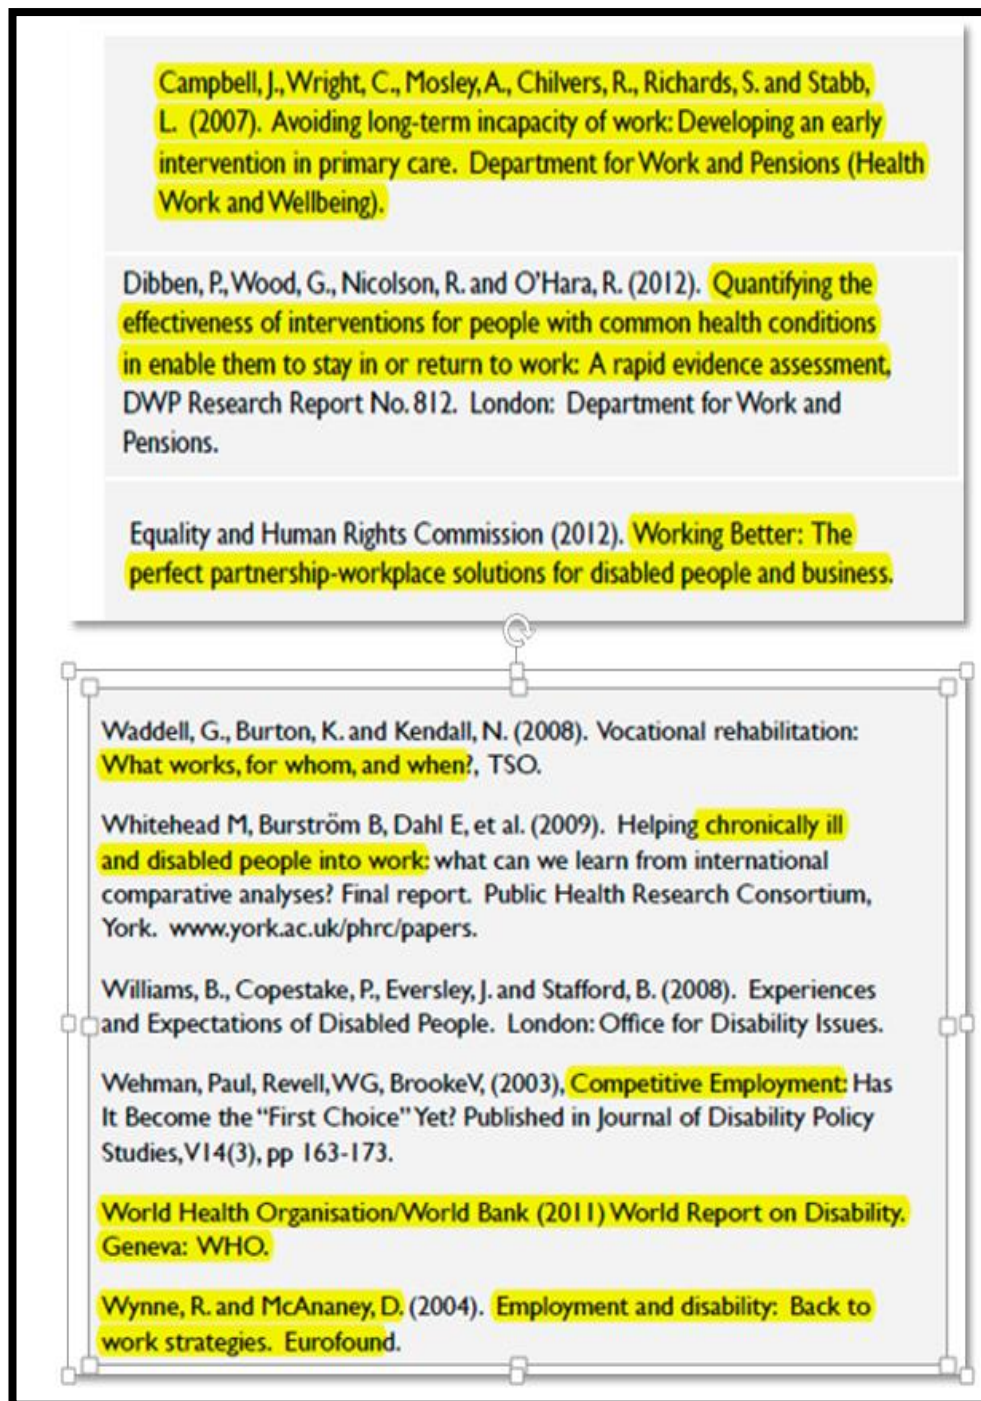 Campbell, J., Wright, C., Mosley, A., Chilvers, R., Richards, S. and Stabb,
L. (2007). Avoiding long-term incapacity of work: Developing an early
intervention in primary care. Department for Work and Pensions (Health
Work and Wellbeing).
Dibben, P., Wood, G., Nicolson, R. and O'Hara, R. (2012). Quantifying the
effectiveness of interventions for people with common health conditions
in enable them to stay in or return to work: A rapid evidence assessment,
DWP Research Report No. 812. London: Department for Work and
Pensions.
Equality and Human Rights Commission (2012). Working Better: The
perfect partnership-workplace solutions for disabled people and business.
Waddell, G., Burton, K. and Kendall, N. (2008). Vocational rehabilitation:
What works, for whom, and when?, TSO.
Whitehead M, Burström B, Dahl E, et al. (2009). Helping chronically ill
and disabled people into work: what can we learn from international
comparative analyses? Final report. Public Health Research Consortium,
York. www.york.ac.uk/phrc/papers.
Williams, B., Copestake, P., Eversley, J. and Stafford, B. (2008). Experiences
and Expectations of Disabled People. London: Office for Disability Issues.
Wehman, Paul, Revell, WG, BrookeV, (2003), Competitive Employment: Has
It Become the “First Choice” Yet? Published in Journal of Disability Policy
Studies, V14(3), pp 163-173.
World Health Organisation/World Bank (2011) World Report on Disability.
Geneva: WHO.
Wynne, R. and McAnaney, D. (2004). Employment and disability: Back to
work strategies. Eurofound.